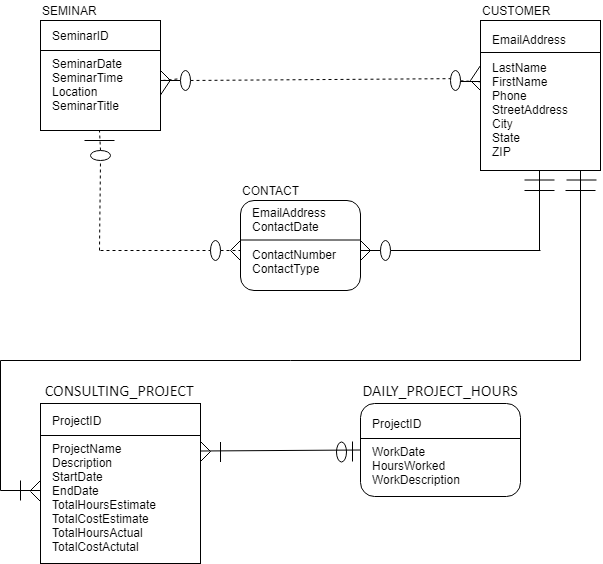 SEMINAR
SeminarID
SeminarDate
SeminarTime
Location
SeminarTitle
CUSTOMER
EmailAddress
LastName
FirstName
Phone
StreetAddress
City
State
ZIP
CONTACT
EmailAddress
ContactDate
ContactNumber
ContactType
CONSULTING_PROJECT
ProjectID
ProjectName
Description
StartDate
EndDate
TotalHoursEstimate
TotalCostEstimate
TotalHoursActual
TotalCostActutal
DAILY_PROJECT_HOURS
ProjectID
WorkDate
HoursWorked
WorkDescription